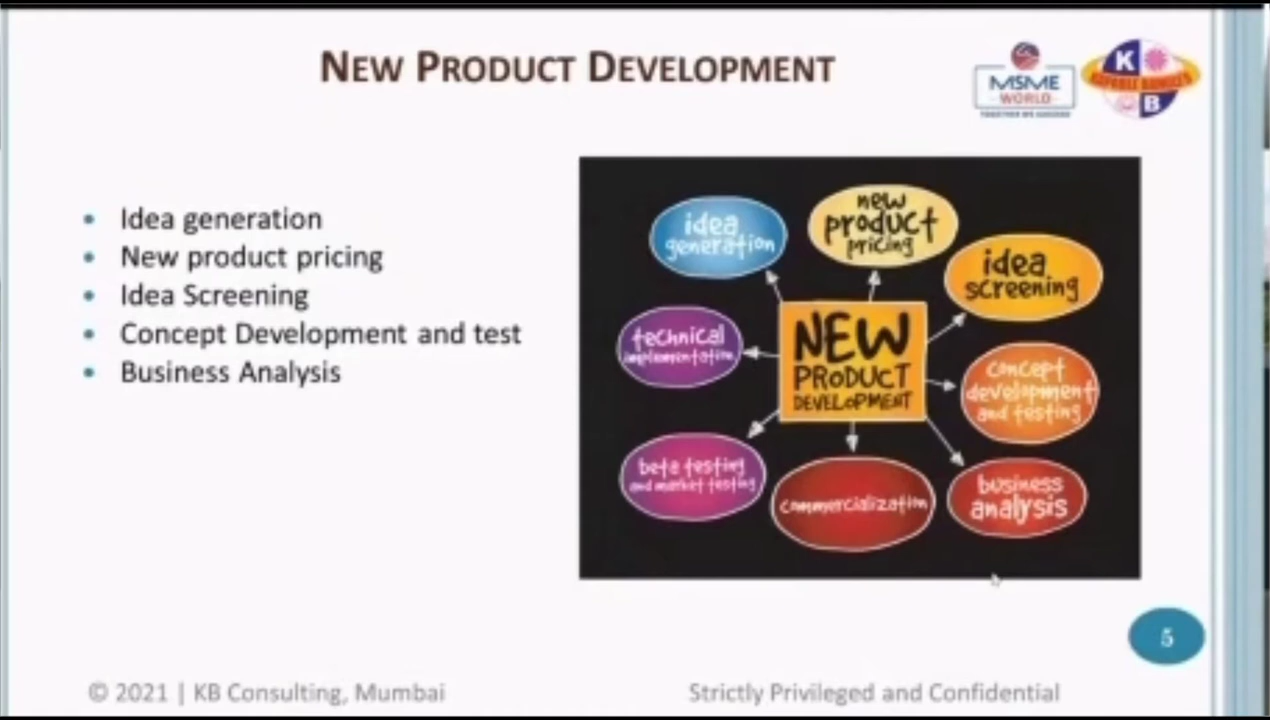 NEW PRODUCT DEVELOPMENT
MSME
WORLD
K
B
Idea generation
New product pricing
Idea Screening
Concept Development and test
Business Analysis
idea
generation
new
product
pricing
idea
screening
technical
implementation
NEW
PRODUCT
DEVELOPMENT
concept
development
and testing
beta testing
and market testing
commercialization
business
analysis
5
© 2021 | KB Consulting, Mumbai
Strictly Privileged and Confidential